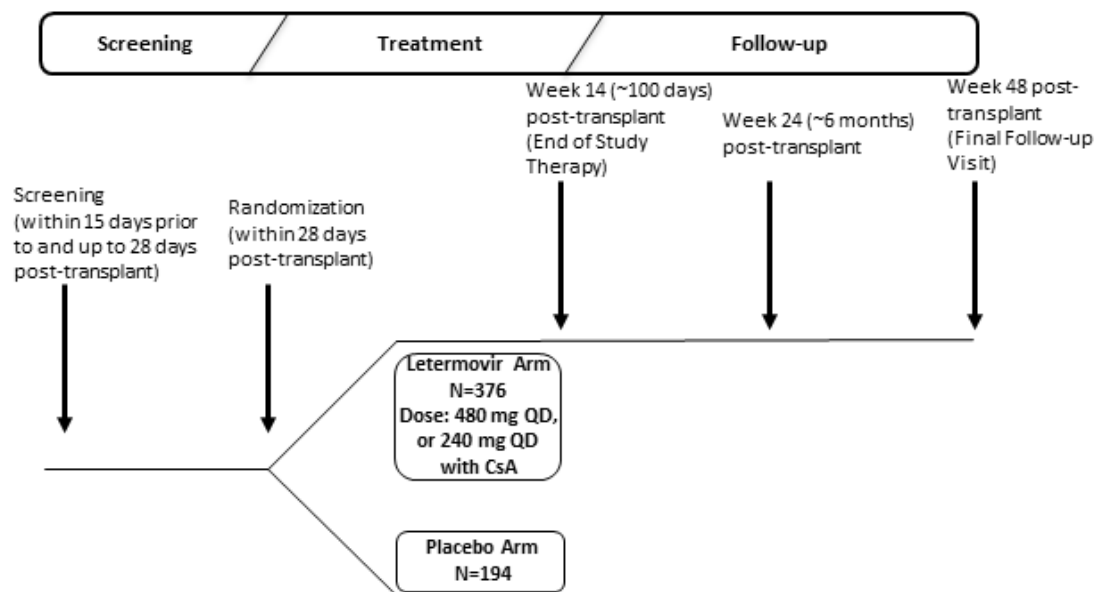 Screening
Treatment
Follow-up
Week 14 (~100 days)
post-transplant
(End of Study
Therapy)
Week 24 (~6 months)
post-transplant
Week 48 post-
transplant
(Final Follow-up
Visit)
Screening
(within 15 days prior
to and up to 28 days
post-transplant)
Randomization
(within 28 days
post-transplant)
Letermovir Arm
N=376
Dose: 480 mg QD,
or 240 mg QD
with CsA
Placebo Arm
N=194